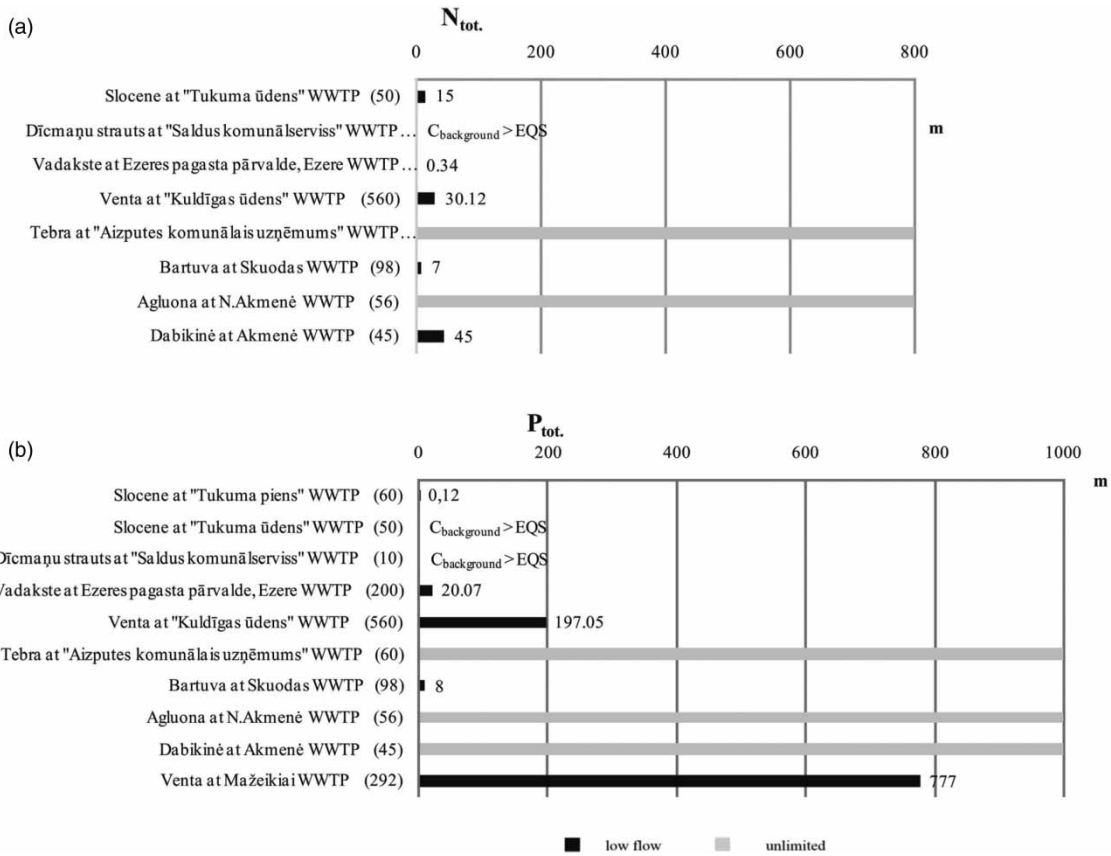 (a)
N_tot.
0 200 400 600 800
m
Slocene at "Tukuma ūdens" WWTP (50) 15
Dīcmaņu strauts at "Saldus komunālserviss" WWTP… C_background > EQS
Vadakste at Ezeres pagasta pārvalde, Ezere WWTP… 0.34
Venta at "Kuldīgas ūdens" WWTP (560) 30.12
Tebra at "Aizputes komunālais uzņēmums" WWTP…
Bartuva at Skuodas WWTP (98) 7
Agluona at N.Akmenė WWTP (56)
Dabikinė at Akmenė WWTP (45) 45
(b)
P_tot.
0 200 400 600 800 1000
m
Slocene at "Tukuma piens" WWTP (60) 0,12
Slocene at "Tukuma ūdens" WWTP (50) C_background > EQS
Dīcmaņu strauts at "Saldus komunālserviss" WWTP (10) C_background > EQS
Vadakste at Ezeres pagasta pārvalde, Ezere WWTP (200) 20.07
Venta at "Kuldīgas ūdens" WWTP (560) 197.05
Tebra at "Aizputes komunālais uzņēmums" WWTP (60)
Bartuva at Skuodas WWTP (98) 8
Agluona at N.Akmenė WWTP (56)
Dabikinė at Akmenė WWTP (45)
Venta at Mažeikiai WWTP (292) 777
low flow unlimited